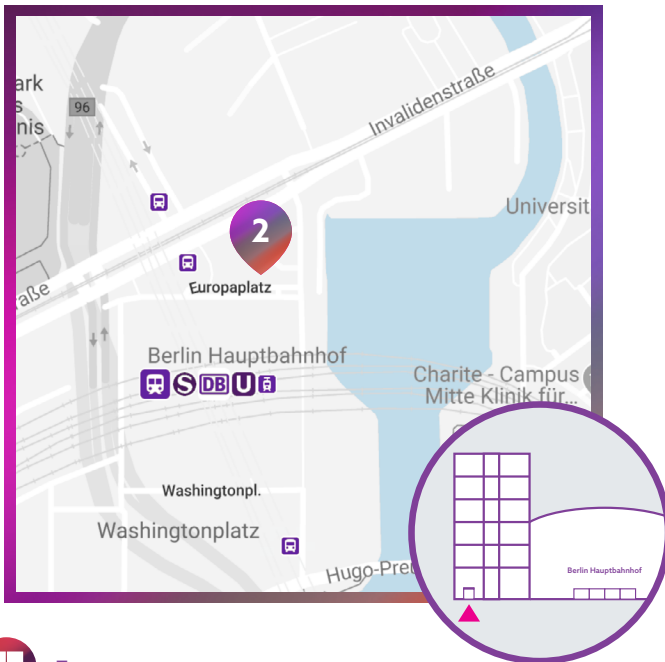 ark
s
nis
96
Invalidenstraße
Universit
2
Europaplatz
aße
Berlin Hauptbahnhof
S DB U
Charite - Campus
Mitte Klinik für...
Washingtonpl.
Washingtonplatz
Hugo-Preu
Berlin Hauptbahnhof